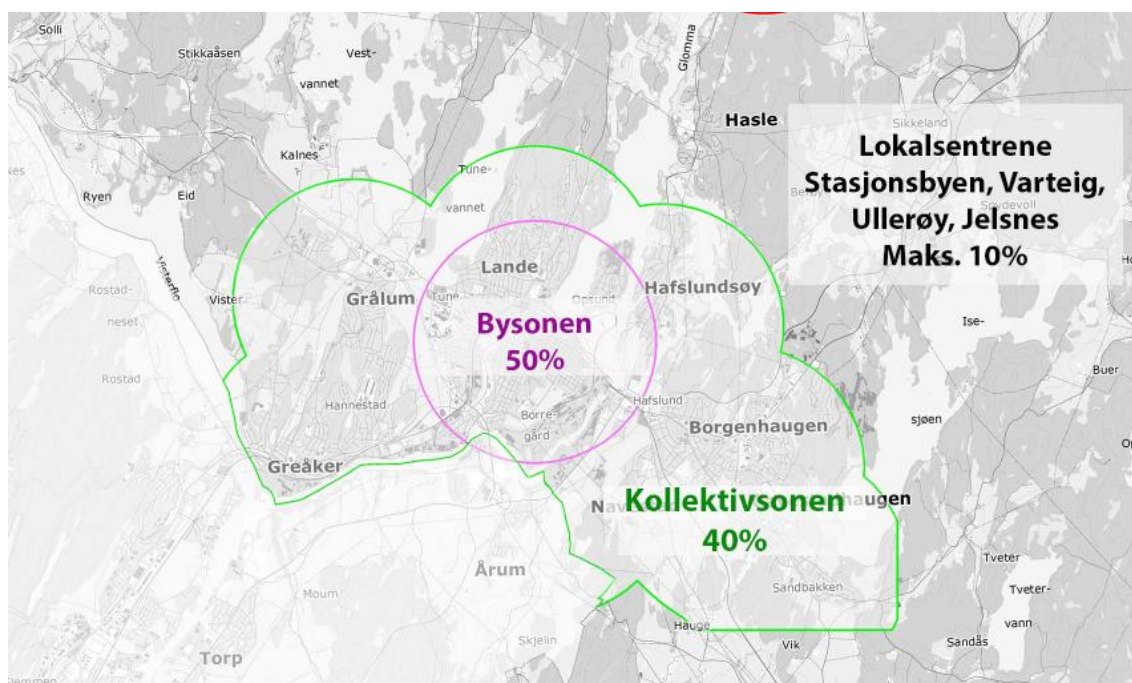 Solli
Stikkaåsen
Vest-
vannet
Glomma
Hasle
Sikkeland
Kalnes
Tune-
vannet
Ryen
Eid
Lokalsentrene
Stasjonsbyen, Varteig,
Ullerøy, Jelsnes
Maks. 10%
Visterflo
Rostad-
neset
Vister
Lande
Grålum
Tune
Opsund
Hafslundsøy
Bysonen
50%
Ise-
sjøen
Buer
Rostad
Hannestad
Borre-
gård
Hafslund
Borgenhaugen
Greåker
Kollektivsonen
40%
haugen
Årum
Moum
Sandbakken
Tveter
Tveter-
vann
Skjelin
Hauge
Vik
Sandås
Torp